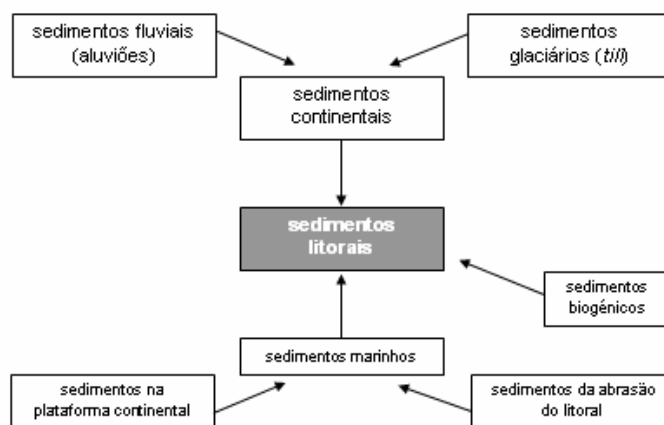 sedimentos fluviais
(aluviões)
sedimentos
glaciários (till)
sedimentos
continentais
sedimentos
litorais
sedimentos
biogénicos
sedimentos marinhos
sedimentos na
plataforma continental
sedimentos da abrasão
do litoral